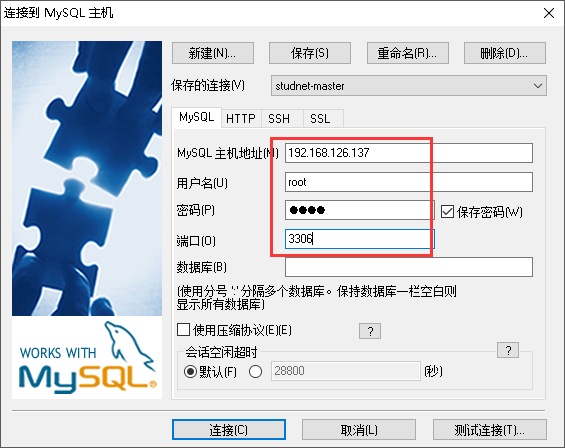 连接到 MySQL 主机
新建(N)... 保存(S) 重命名(R)... 删除(D)...
保存的连接(V) studnet-master
MySQL HTTP SSH SSL
MySQL 主机地址(M) 192.168.126.137
用户名(U) root
密码(P) ●●●● 保存密码(W)
端口(O) 3306
数据库(B)
(使用分号 ';' 分隔多个数据库。保持数据库一栏空白则
显示所有数据库)
使用压缩协议(E)(E) ?
会话空闲超时 ?
默认(F) 28800 (秒)
WORKS WITH
MySQL®
连接(C) 取消(L) 测试连接(T)...